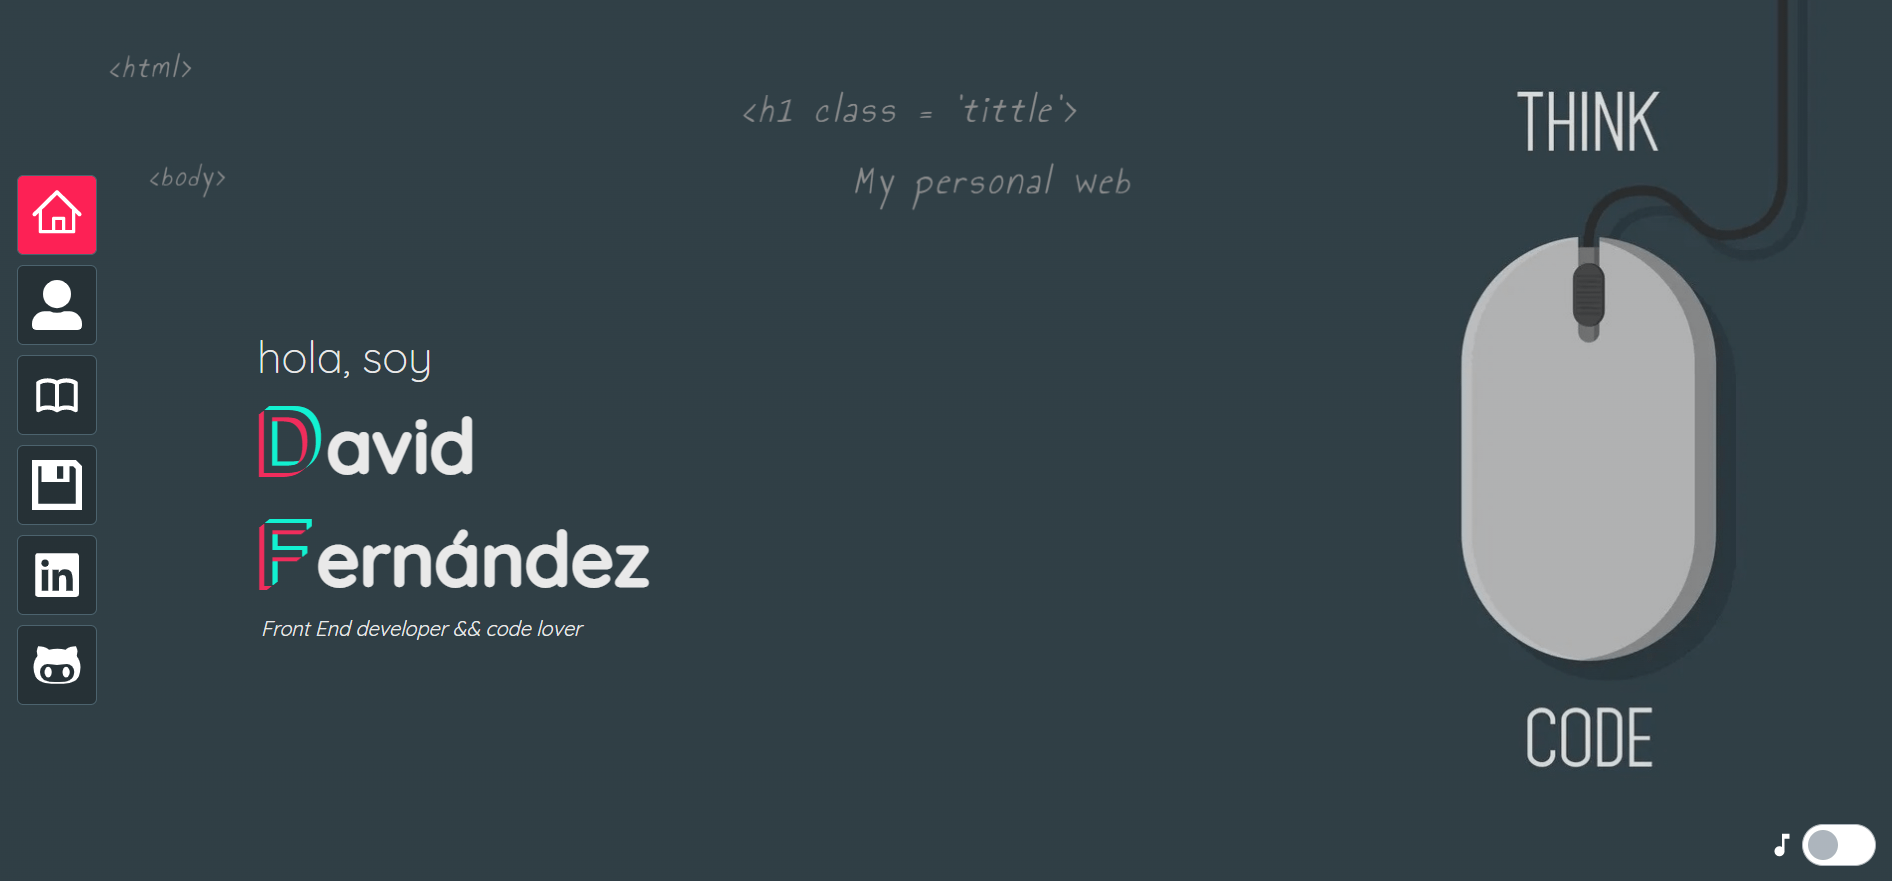 <html>
<body>
<h1 class = 'tittle'>
My personal web
hola, soy
David
Fernández
Front End developer && code lover
THINK
CODE
in